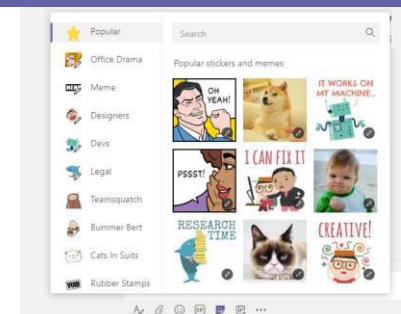 Popular
Office Drama
Meme
Designers
Devs
Legal
Teamsquatch
Bummer Bert
Cats In Suits
Rubber Stamps
Search
Popular stickers and memes
OH
YEAH!
IT WORKS ON
MY MACHINE...
PSSST!
I CAN FIX IT
RESEARCH
TIME
CREATIVE!
GIF